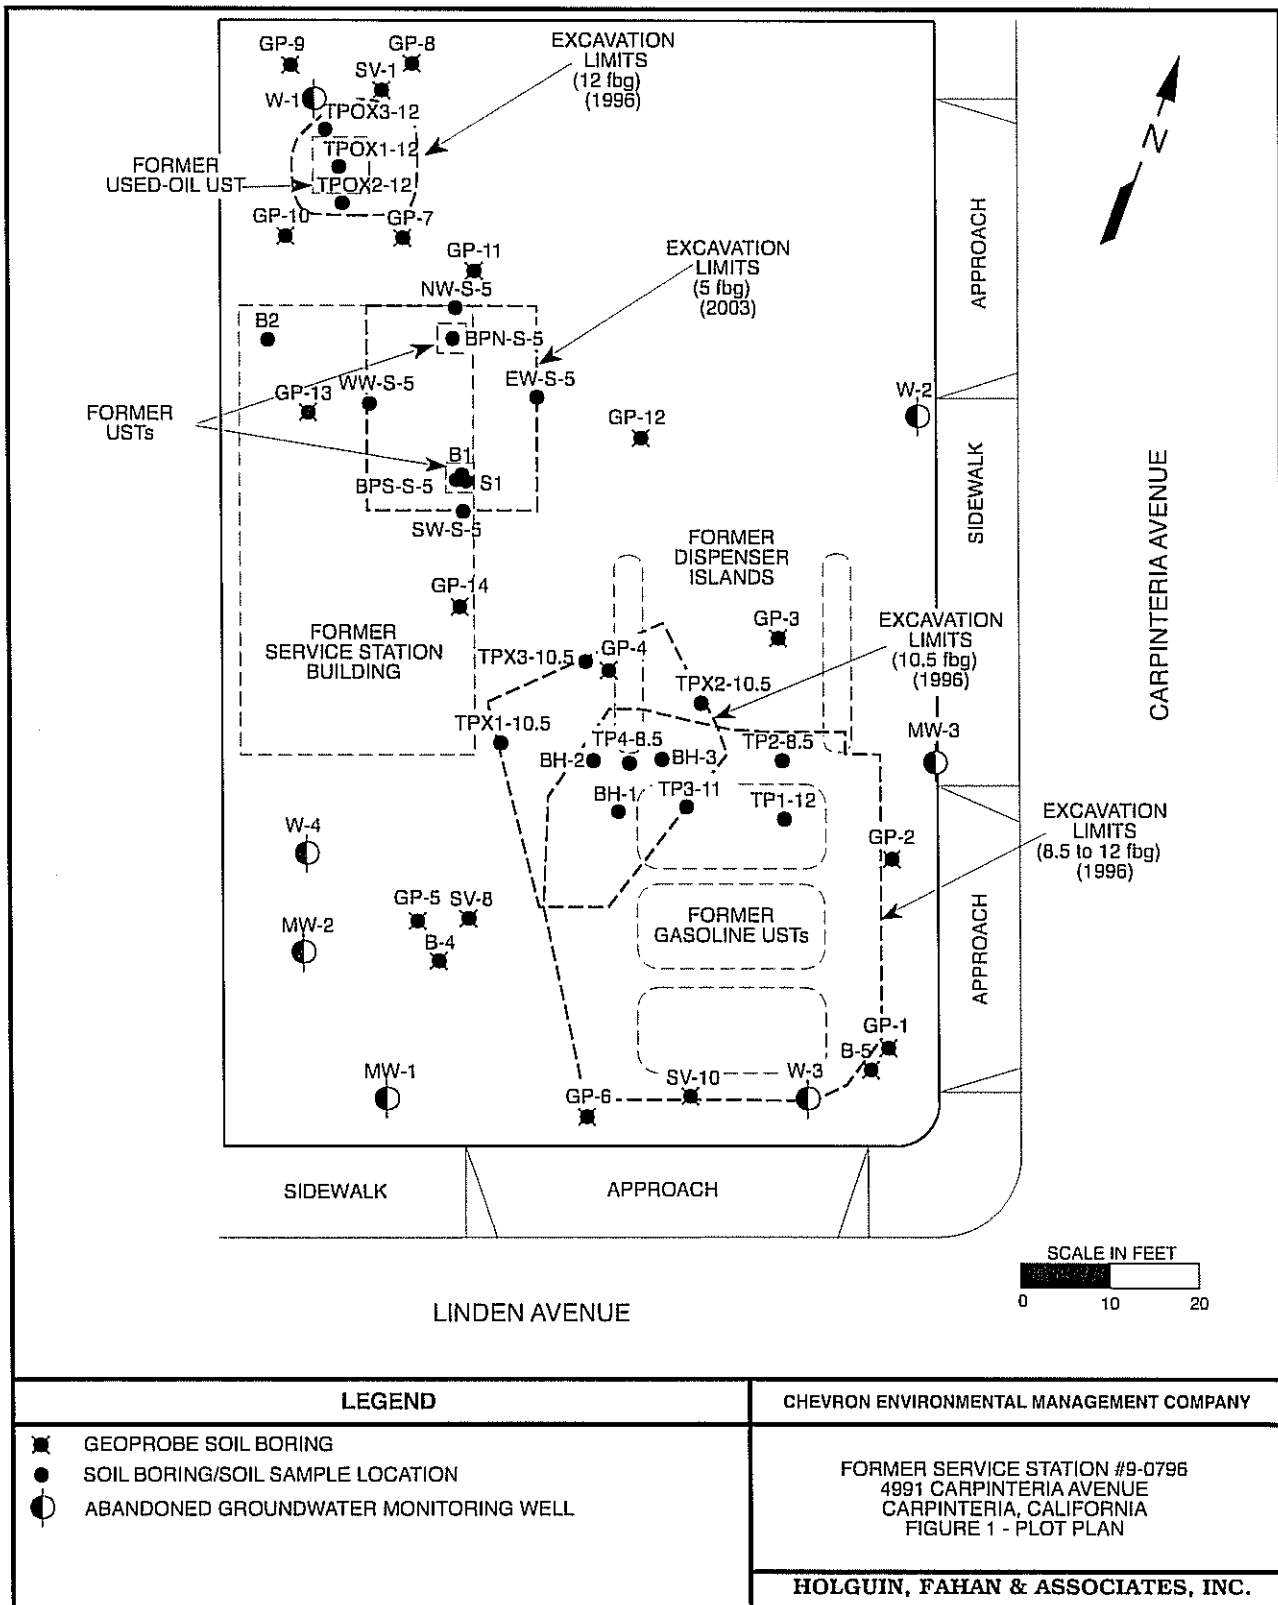 GP-9
GP-8
EXCAVATION
LIMITS
(12 fbg)
(1996)
SV-1
W-1
TPOX3-12
TPOX1-12
FORMER
USED-OIL UST
TPOX2-12
GP-10
GP-7
N
APPROACH
GP-11
EXCAVATION
LIMITS
(5 fbg)
(2003)
NW-S-5
B2
BPN-S-5
WW-S-5
EW-S-5
GP-13
W-2
FORMER
USTs
GP-12
B1
BPS-S-5
S1
SW-S-5
SIDEWALK
CARPINTERIA AVENUE
FORMER
DISPENSER
ISLANDS
GP-14
FORMER
SERVICE STATION
BUILDING
GP-3
EXCAVATION
LIMITS
(10.5 fbg)
(1996)
TPX3-10.5
GP-4
TPX2-10.5
TPX1-10.5
MW-3
BH-2
TP4-8.5
BH-3
TP2-8.5
BH-1
TP3-11
TP1-12
EXCAVATION
LIMITS
(8.5 to 12 fbg)
(1996)
W-4
GP-2
GP-5
SV-8
FORMER
GASOLINE USTs
MW-2
B-4
APPROACH
GP-1
B-5
MW-1
GP-6
SV-10
W-3
SIDEWALK
APPROACH
SCALE IN FEET
0 10 20
LINDEN AVENUE
LEGEND
GEOPROBE SOIL BORING
SOIL BORING/SOIL SAMPLE LOCATION
ABANDONED GROUNDWATER MONITORING WELL
CHEVRON ENVIRONMENTAL MANAGEMENT COMPANY
FORMER SERVICE STATION #9-0796
4991 CARPINTERIA AVENUE
CARPINTERIA, CALIFORNIA
FIGURE 1 - PLOT PLAN
HOLGUIN, FAHAN & ASSOCIATES, INC.